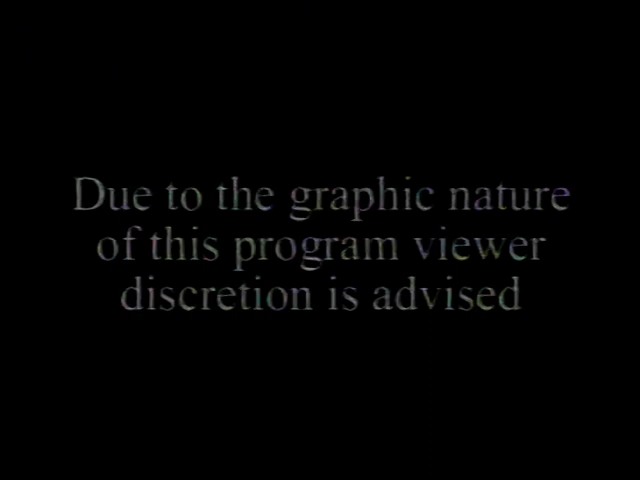 Due to the graphic nature
of this program viewer
discretion is advised